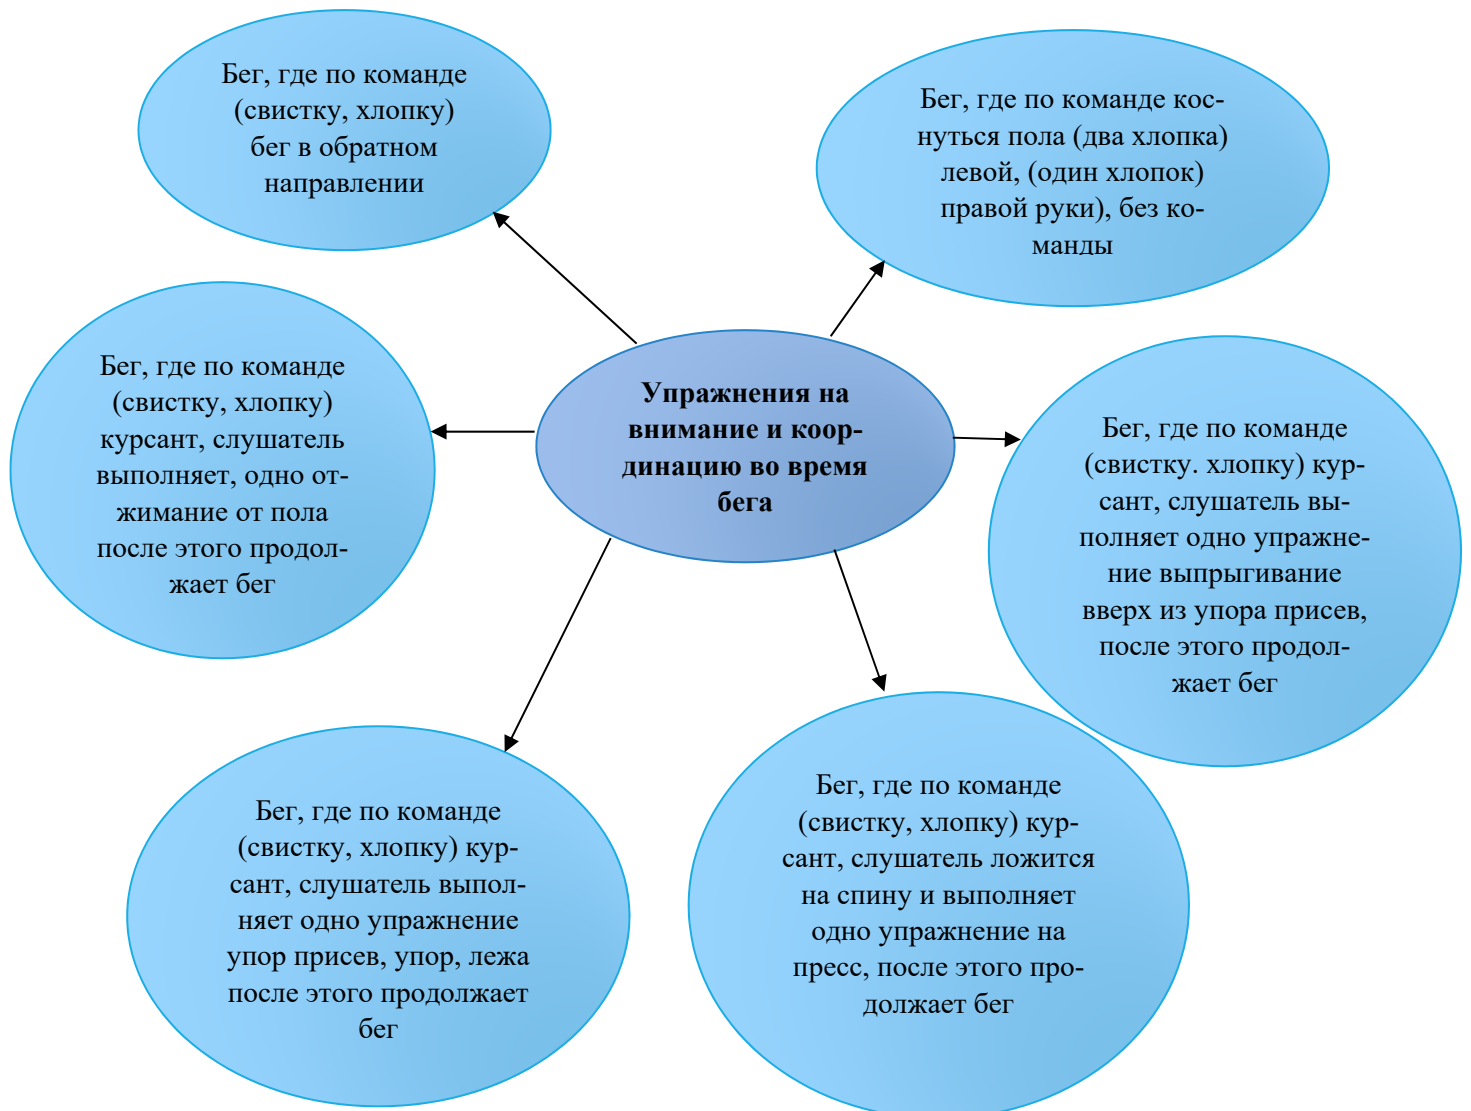 Бег, где по команде
(свистку, хлопку)
бег в обратном
направлении
Бег, где по команде кос-
нуться пола (два хлопка)
левой, (один хлопок)
правой руки), без ко-
манды
Бег, где по команде
(свистку, хлопку)
курсант, слушатель
выполняет, одно от-
жимание от пола
после этого продол-
жает бег
Упражнения на
внимание и коор-
динацию во время
бега
Бег, где по команде
(свистку. хлопку) кур-
сант, слушатель вы-
полняет одно упражне-
ние выпрыгивание
вверх из упора присев,
после этого продол-
жает бег
Бег, где по команде
(свистку, хлопку) кур-
сант, слушатель выпол-
няет одно упражнение
упор присев, упор, лежа
после этого продолжает
бег
Бег, где по команде
(свистку, хлопку) кур-
сант, слушатель ложится
на спину и выполняет
одно упражнение на
пресс, после этого про-
должает бег